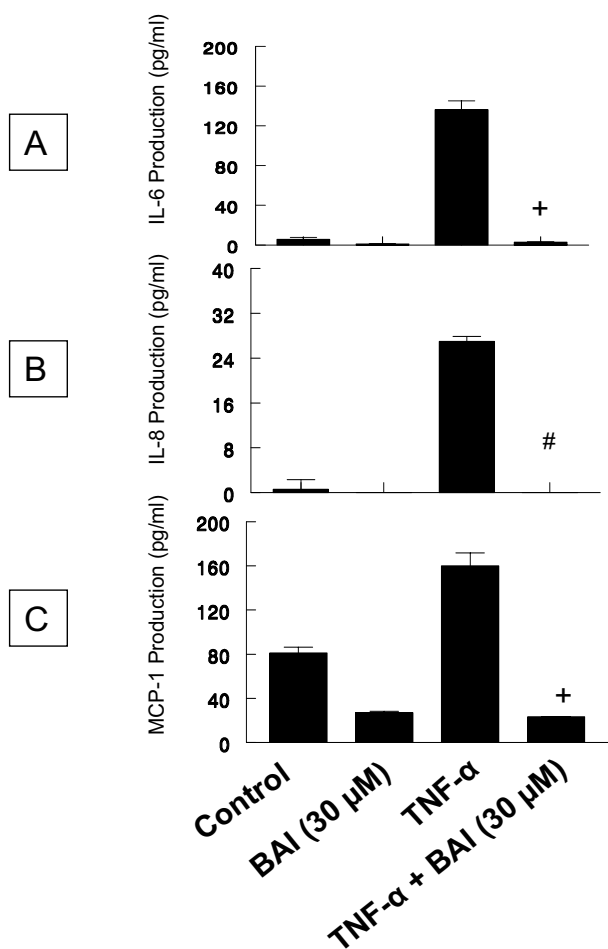 A
IL-6 Production (pg/ml)
200
160
120
80
40
0
+
B
IL-8 Production (pg/ml)
40
32
24
16
8
0
#
C
MCP-1 Production (pg/ml)
200
160
120
80
40
0
+
Control
BAI (30 µM)
TNF-α
TNF-α + BAI (30 µM)